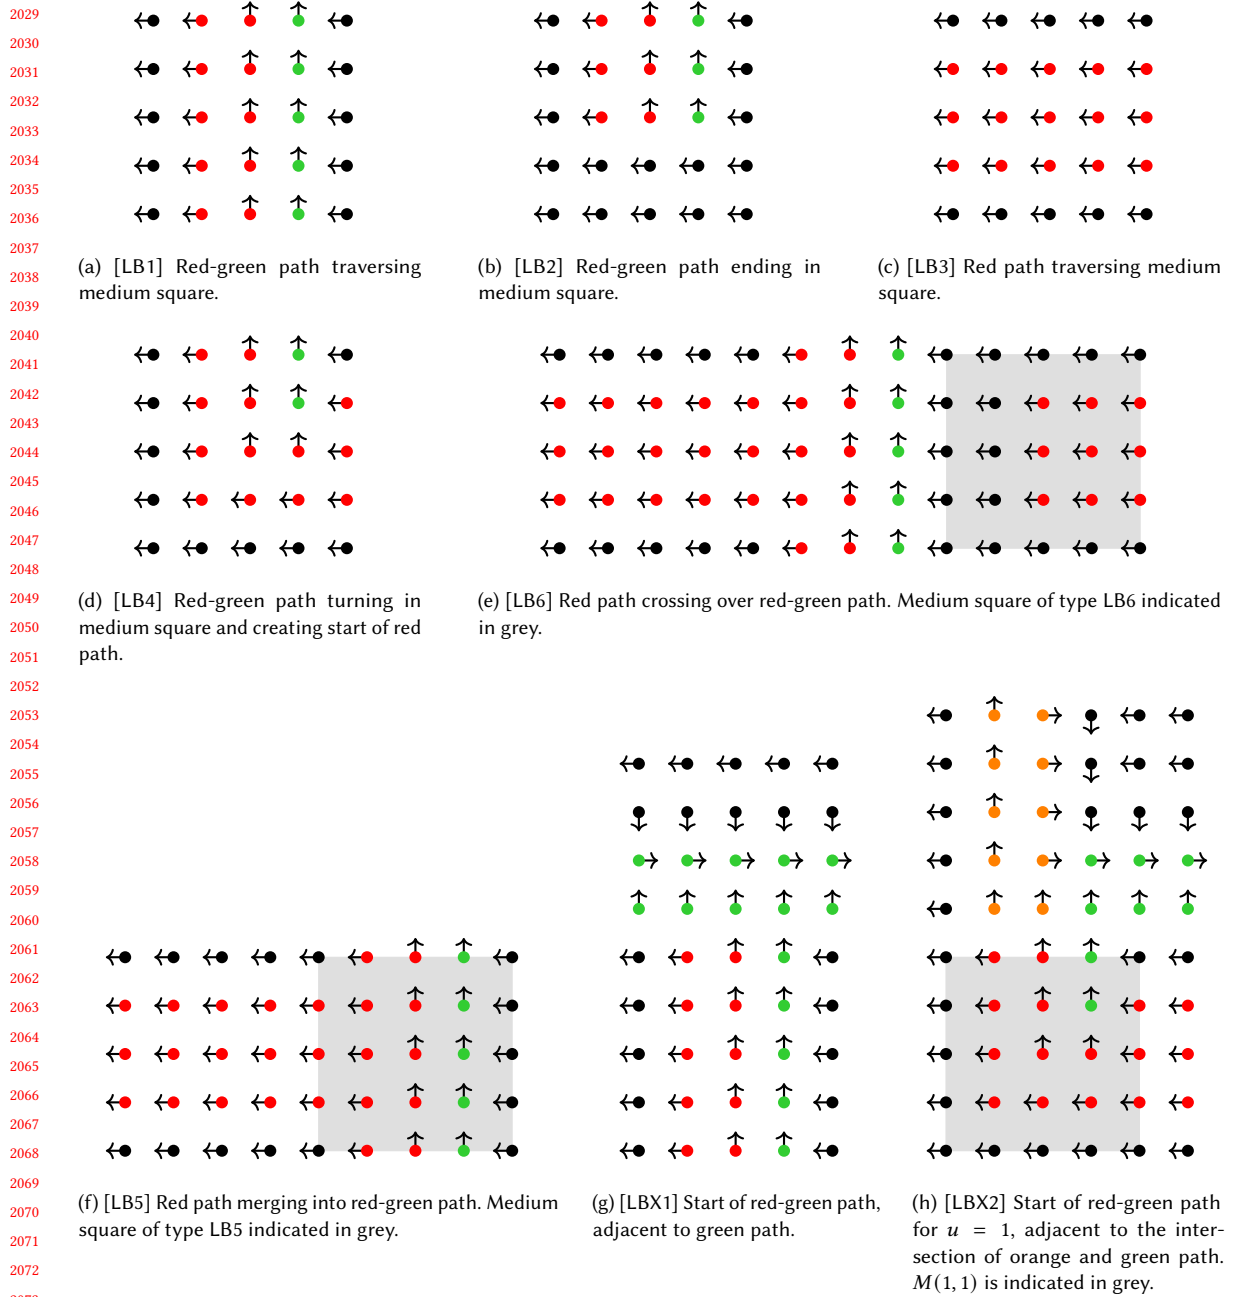 2029
2030
2031
2032
2033
2034
2035
2036
2037
(a) [LB1] Red-green path traversing
medium square.
(b) [LB2] Red-green path ending in
medium square.
(c) [LB3] Red path traversing medium
square.
2038
2039
2040
2041
2042
2043
2044
2045
2046
2047
2048
2049
(d) [LB4] Red-green path turning in
medium square and creating start of red
path.
(e) [LB6] Red path crossing over red-green path. Medium square of type LB6 indicated
in grey.
2050
2051
2052
2053
2054
2055
2056
2057
2058
2059
2060
2061
2062
2063
2064
2065
2066
2067
2068
2069
(f) [LB5] Red path merging into red-green path. Medium
square of type LB5 indicated in grey.
(g) [LBX1] Start of red-green path,
adjacent to green path.
(h) [LBX2] Start of red-green path
for u = 1, adjacent to the inter-
section of orange and green path.
M(1, 1) is indicated in grey.
2070
2071
2072